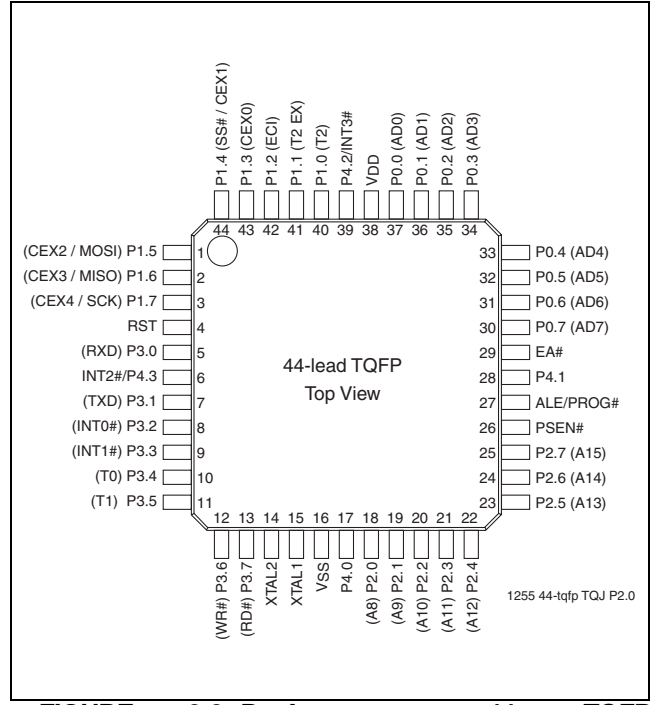 P1.4 (SS# / CEX1)
P1.3 (CEX0)
P1.2 (ECI)
P1.1 (T2 EX)
P1.0 (T2)
P4.2/INT3#
VDD
P0.0 (AD0)
P0.1 (AD1)
P0.2 (AD2)
P0.3 (AD3)
44 43 42 41 40 39 38 37 36 35 34
(CEX2 / MOSI) P1.5 1
(CEX3 / MISO) P1.6 2
(CEX4 / SCK) P1.7 3
RST 4
(RXD) P3.0 5
INT2#/P4.3 6
(TXD) P3.1 7
(INT0#) P3.2 8
(INT1#) P3.3 9
(T0) P3.4 10
(T1) P3.5 11
44-lead TQFP
Top View
33 P0.4 (AD4)
32 P0.5 (AD5)
31 P0.6 (AD6)
30 P0.7 (AD7)
29 EA#
28 P4.1
27 ALE/PROG#
26 PSEN#
25 P2.7 (A15)
24 P2.6 (A14)
23 P2.5 (A13)
12 13 14 15 16 17 18 19 20 21 22
(WR#) P3.6
(RD#) P3.7
XTAL2
XTAL1
VSS
P4.0
(A8) P2.0
(A9) P2.1
(A10) P2.2
(A11) P2.3
(A12) P2.4
1255 44-tqfp TQJ P2.0